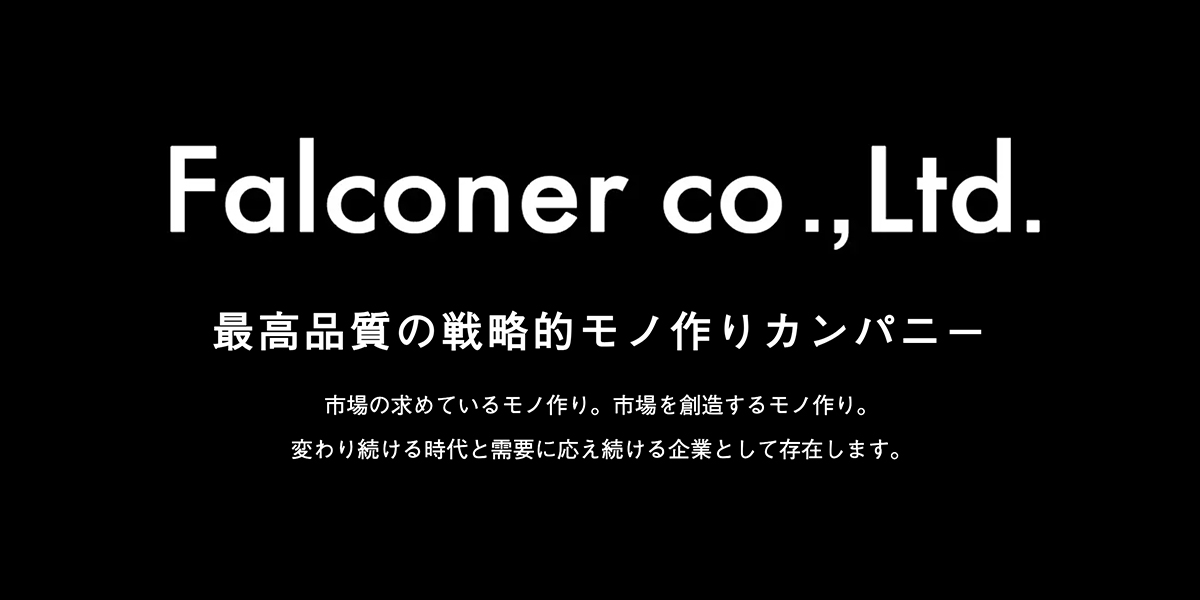 Falconer co.,Ltd.
最高品質の戦略的モノ作りカンパニー
市場の求めているモノ作り。市場を創造するモノ作り。
変わり続ける時代と需要に応え続ける企業として存在します。